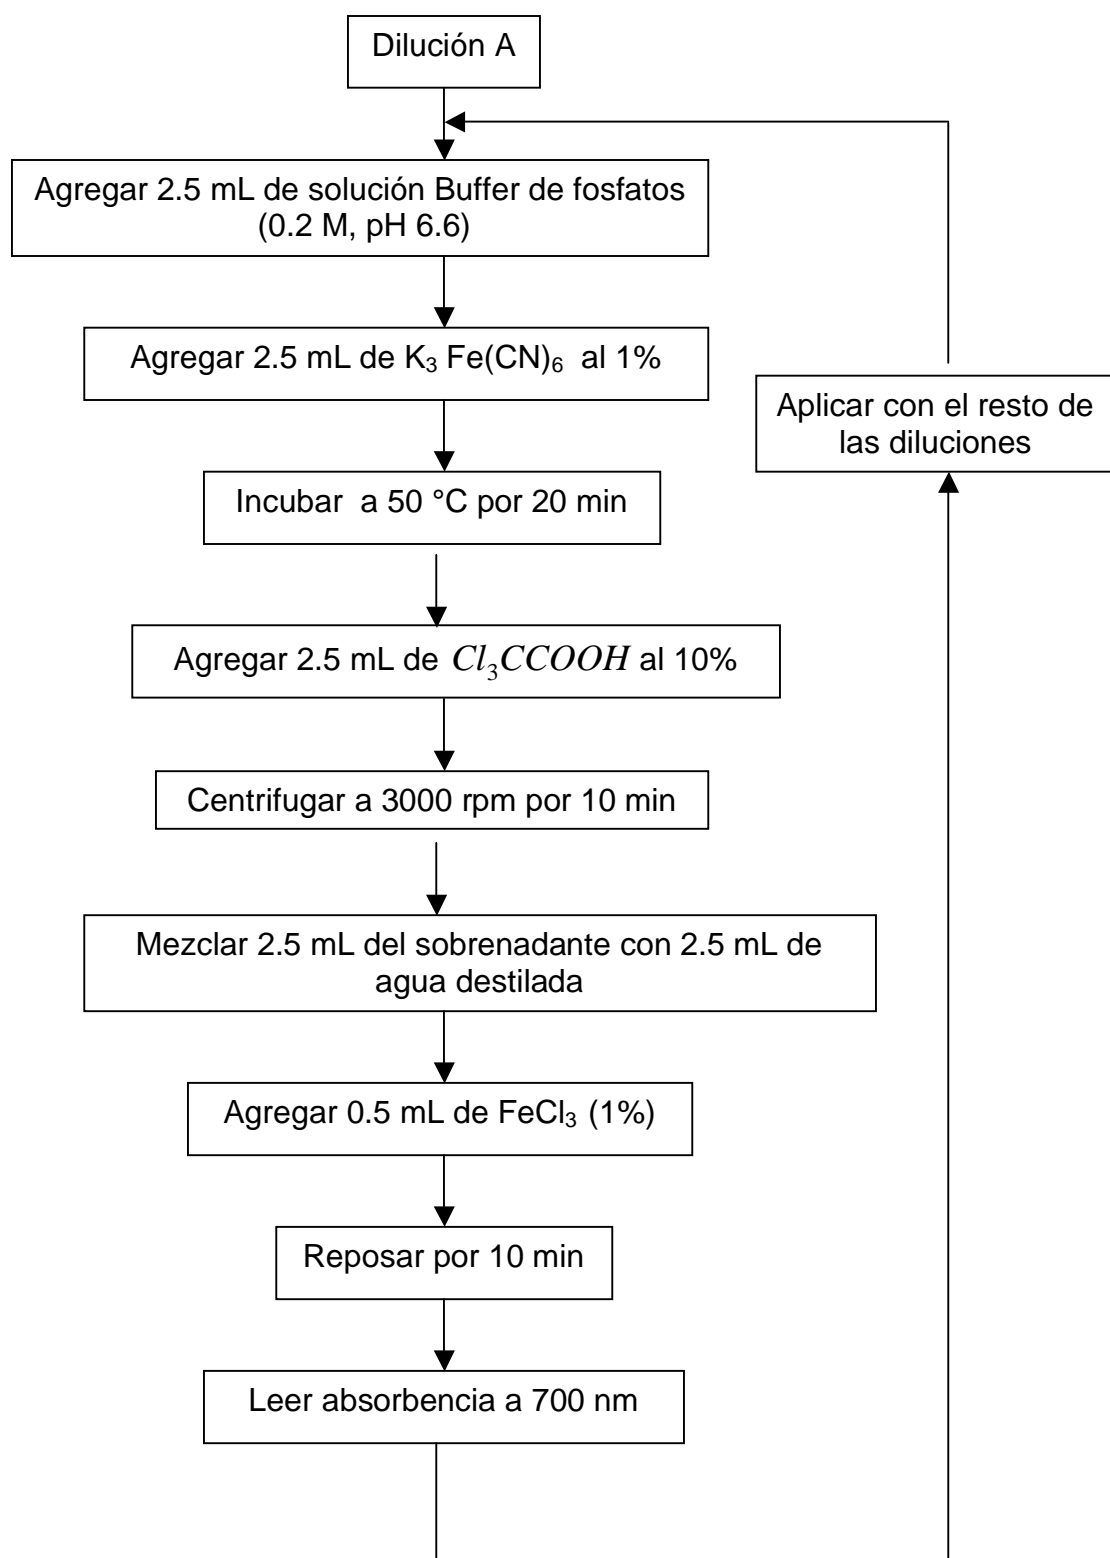 Dilución A
Agregar 2.5 mL de solución Buffer de fosfatos
(0.2 M, pH 6.6)
Agregar 2.5 mL de K₃ Fe(CN)₆ al 1%
Aplicar con el resto de
las diluciones
Incubar a 50 °C por 20 min
Agregar 2.5 mL de Cl₃CCOOH al 10%
Centrifugar a 3000 rpm por 10 min
Mezclar 2.5 mL del sobrenadante con 2.5 mL de
agua destilada
Agregar 0.5 mL de FeCl₃ (1%)
Reposar por 10 min
Leer absorbencia a 700 nm